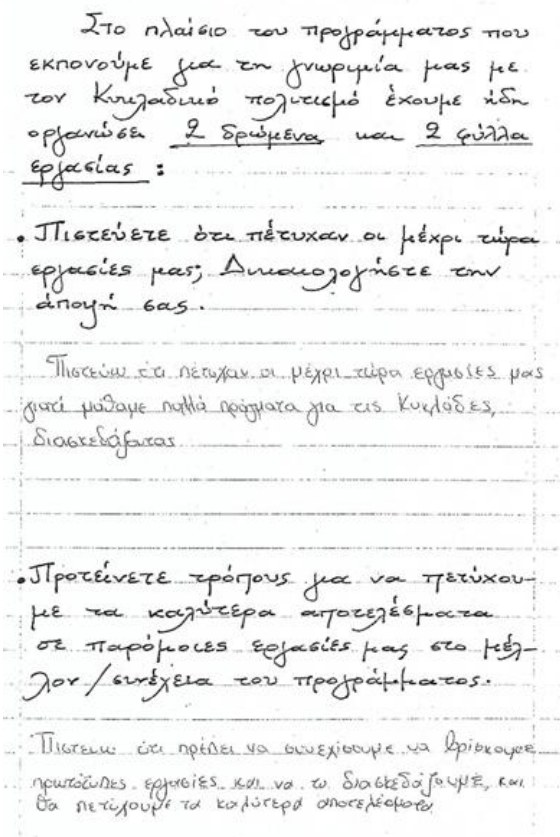 Στο πλαίσιο του προγράμματος που
εκπονούμε για τη γνωριμία μας με
τον Κυκλαδικό πολιτισμό έχουμε ήδη
οργανώσει 2 δρώμενα και 2 φύλλα
εργασίας :
• Πιστεύετε ότι πέτυχαν οι μέχρι τώρα
εργασίες μας; Δικαιολογήστε την
άποψή σας.
Πιστεύω ότι πέτυχαν οι μέχρι τώρα εργασίες μας
γιατί μάθαμε πολλά πράγματα για τις Κυκλάδες,
διασκεδάζοντας
• Προτείνετε τρόπους για να πετύχου-
με τα καλύτερα αποτελέσματα
σε παρόμοιες εργασίες μας στο μέλ-
λον / συνέχεια του προγράμματος.
Πιστεύω ότι πρέπει να συνεχίσουμε να βρίσκουμε
πρωτότυπες εργασίες και να το διασκεδάζουμε, και
θα πετύχουμε τα καλύτερα αποτελέσματα